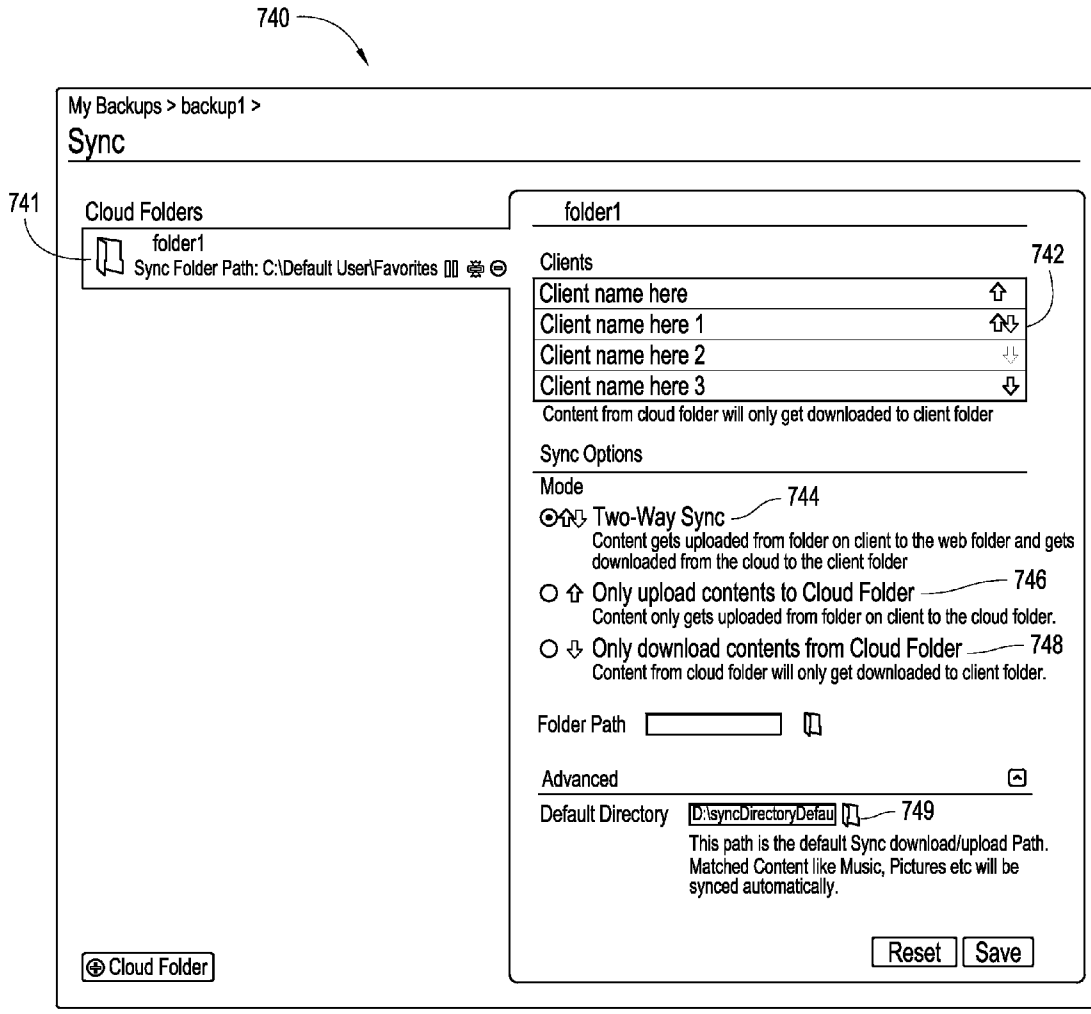 740
My Backups > backup1 >
Sync
741
Cloud Folders
folder1
Sync Folder Path: C:\Default User\Favorites
folder1
Clients
742
Client name here
Client name here 1
Client name here 2
Client name here 3
Content from cloud folder will only get downloaded to client folder
Sync Options
Mode
Two-Way Sync
744
Content gets uploaded from folder on client to the web folder and gets
downloaded from the cloud to the client folder
Only upload contents to Cloud Folder
746
Content only gets uploaded from folder on client to the cloud folder.
Only download contents from Cloud Folder
748
Content from cloud folder will only get downloaded to client folder.
Folder Path
Advanced
Default Directory
D:\syncDirectoryDefau
749
This path is the default Sync download/upload Path.
Matched Content like Music, Pictures etc will be
synced automatically.
Reset
Save
Cloud Folder